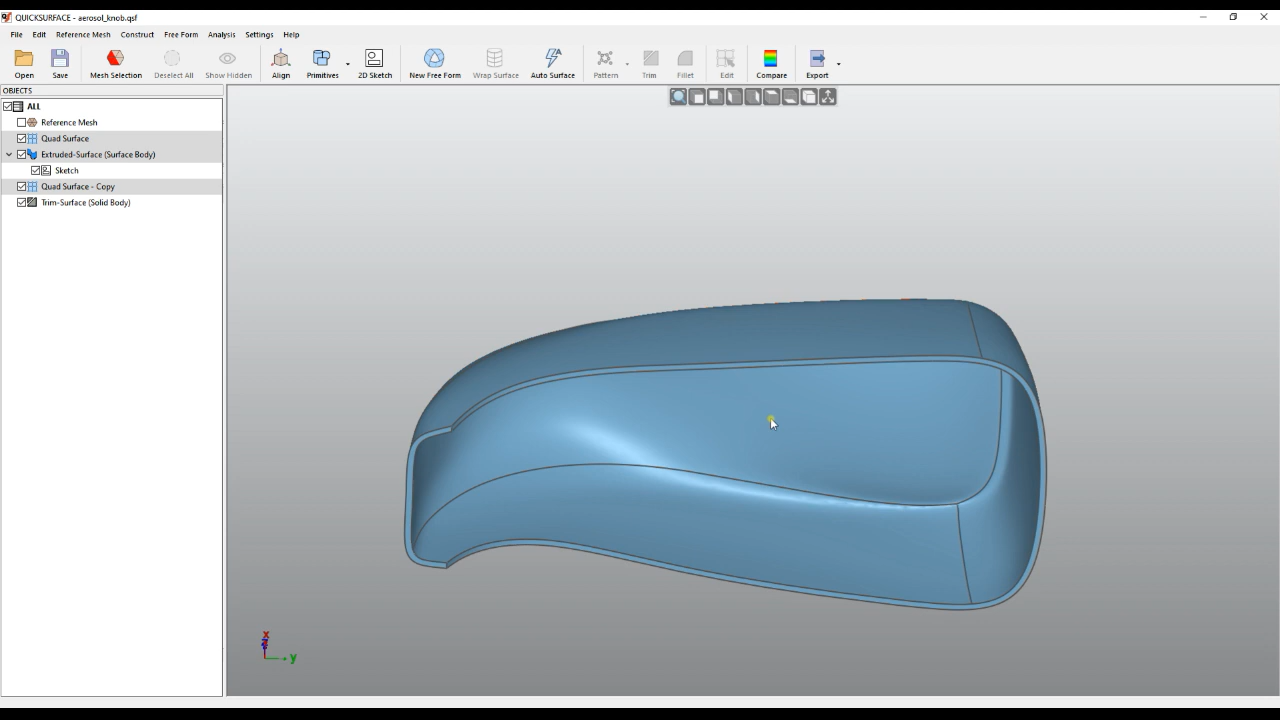 QUICKSURFACE - aerosol_knob.qsf
File Edit Reference Mesh Construct Free Form Analysis Settings Help
Open Save Mesh Selection Deselect All Show Hidden Align Primitives 2D Sketch New Free Form Wrap Surface Auto Surface Pattern Trim Fillet Edit Compare Export
OBJECTS
ALL
Reference Mesh
Quad Surface
Extruded-Surface (Surface Body)
Sketch
Quad Surface - Copy
Trim-Surface (Solid Body)
x
z
y